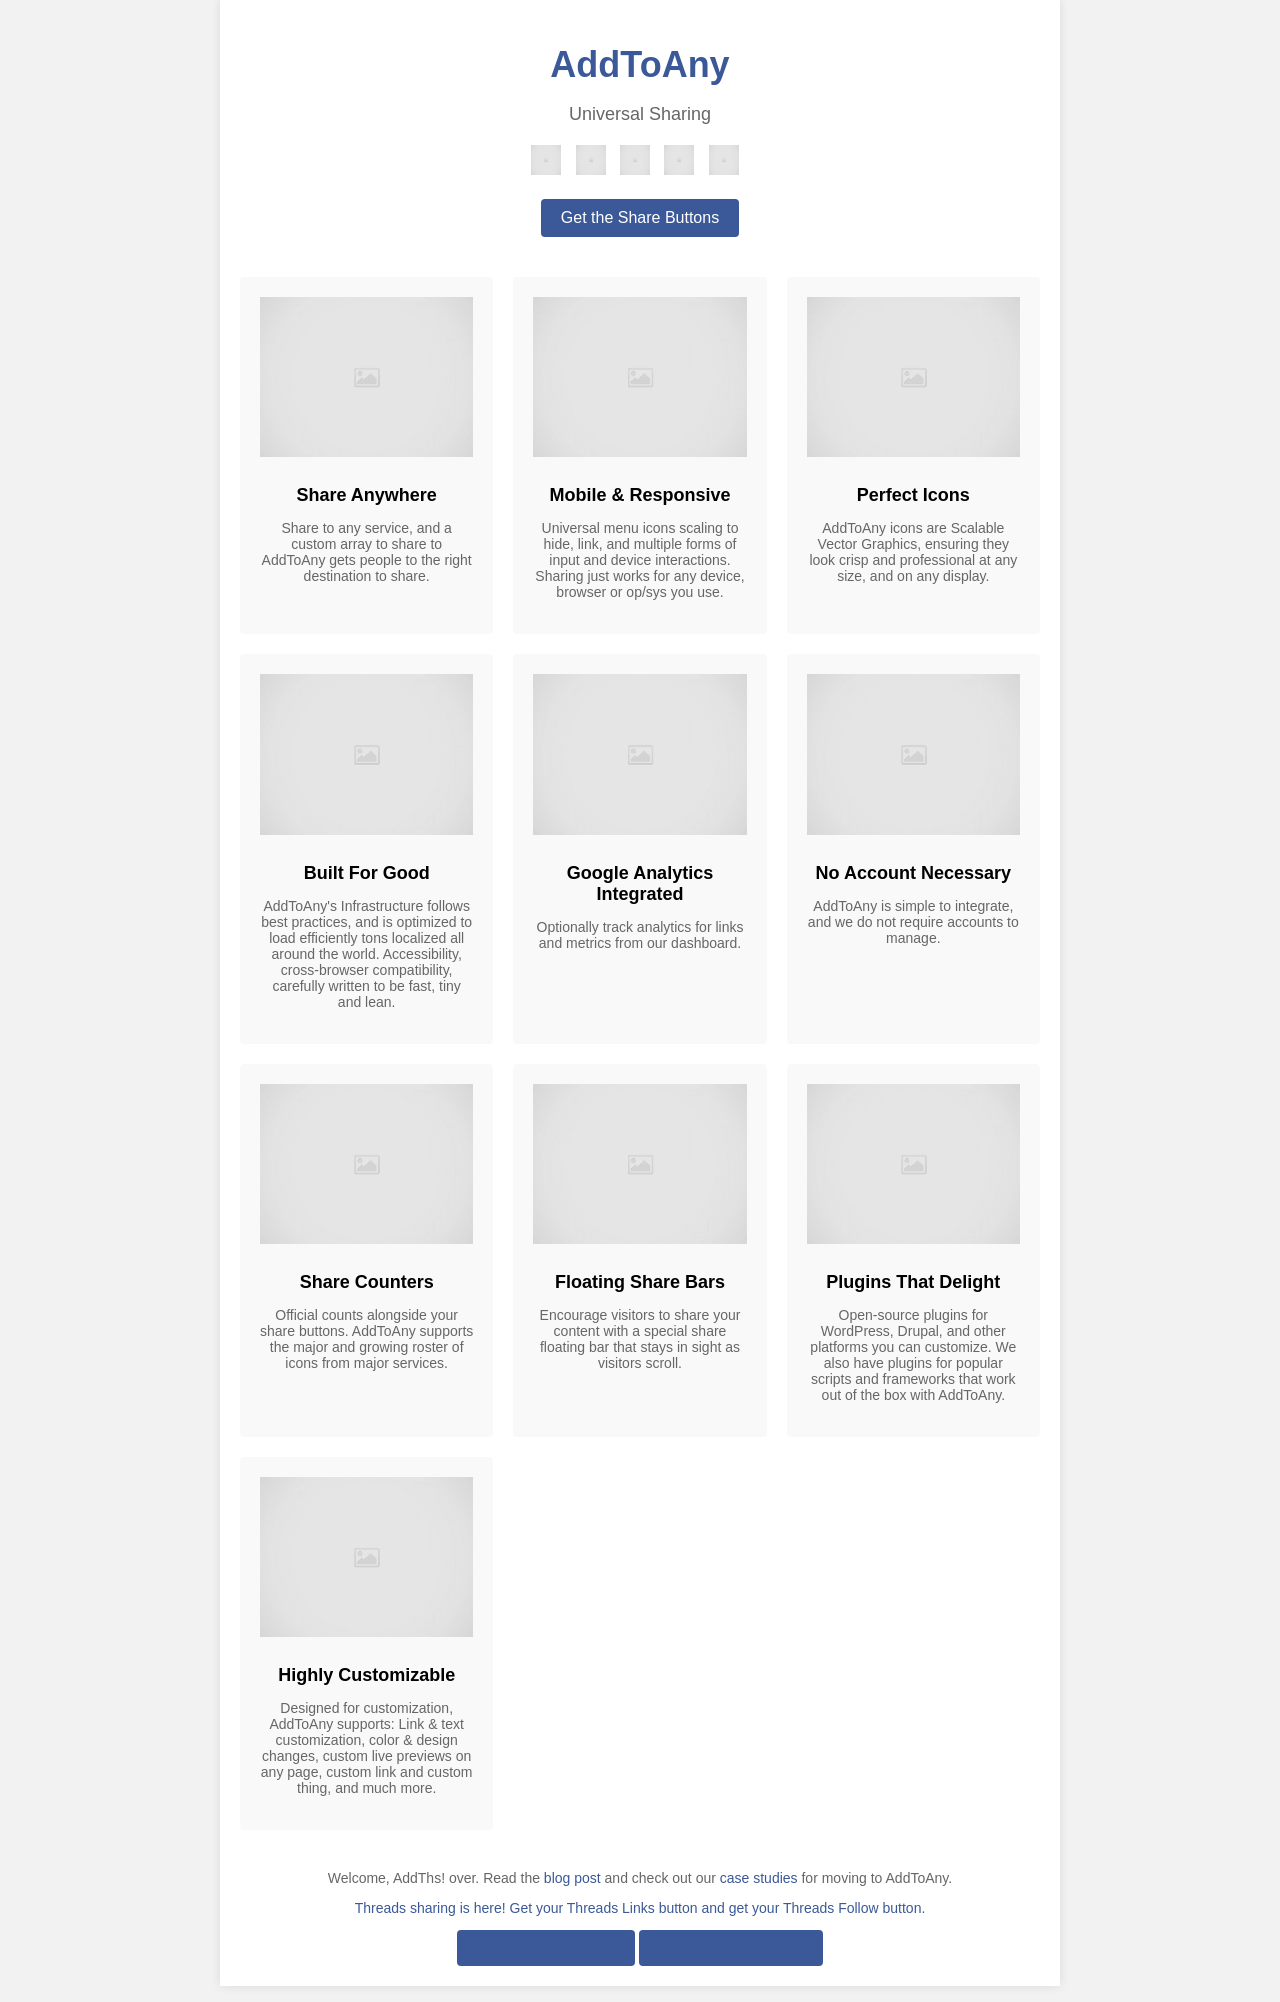 AddToAny
Universal Sharing
Get the Share Buttons
Share Anywhere
Share to any service, and a
custom array to share to
AddToAny gets people to the right
destination to share.
Mobile & Responsive
Universal menu icons scaling to
hide, link, and multiple forms of
input and device interactions.
Sharing just works for any device,
browser or op/sys you use.
Perfect Icons
AddToAny icons are Scalable
Vector Graphics, ensuring they
look crisp and professional at any
size, and on any display.
Built For Good
AddToAny's Infrastructure follows
best practices, and is optimized to
load efficiently tons localized all
around the world. Accessibility,
cross-browser compatibility,
carefully written to be fast, tiny
and lean.
Google Analytics
Integrated
Optionally track analytics for links
and metrics from our dashboard.
No Account Necessary
AddToAny is simple to integrate,
and we do not require accounts to
manage.
Share Counters
Official counts alongside your
share buttons. AddToAny supports
the major and growing roster of
icons from major services.
Floating Share Bars
Encourage visitors to share your
content with a special share
floating bar that stays in sight as
visitors scroll.
Plugins That Delight
Open-source plugins for
WordPress, Drupal, and other
platforms you can customize. We
also have plugins for popular
scripts and frameworks that work
out of the box with AddToAny.
Highly Customizable
Designed for customization,
AddToAny supports: Link & text
customization, color & design
changes, custom live previews on
any page, custom link and custom
thing, and much more.
Welcome, AddThs! over. Read the blog post and check out our case studies for moving to AddToAny.
Threads sharing is here! Get your Threads Links button and get your Threads Follow button.